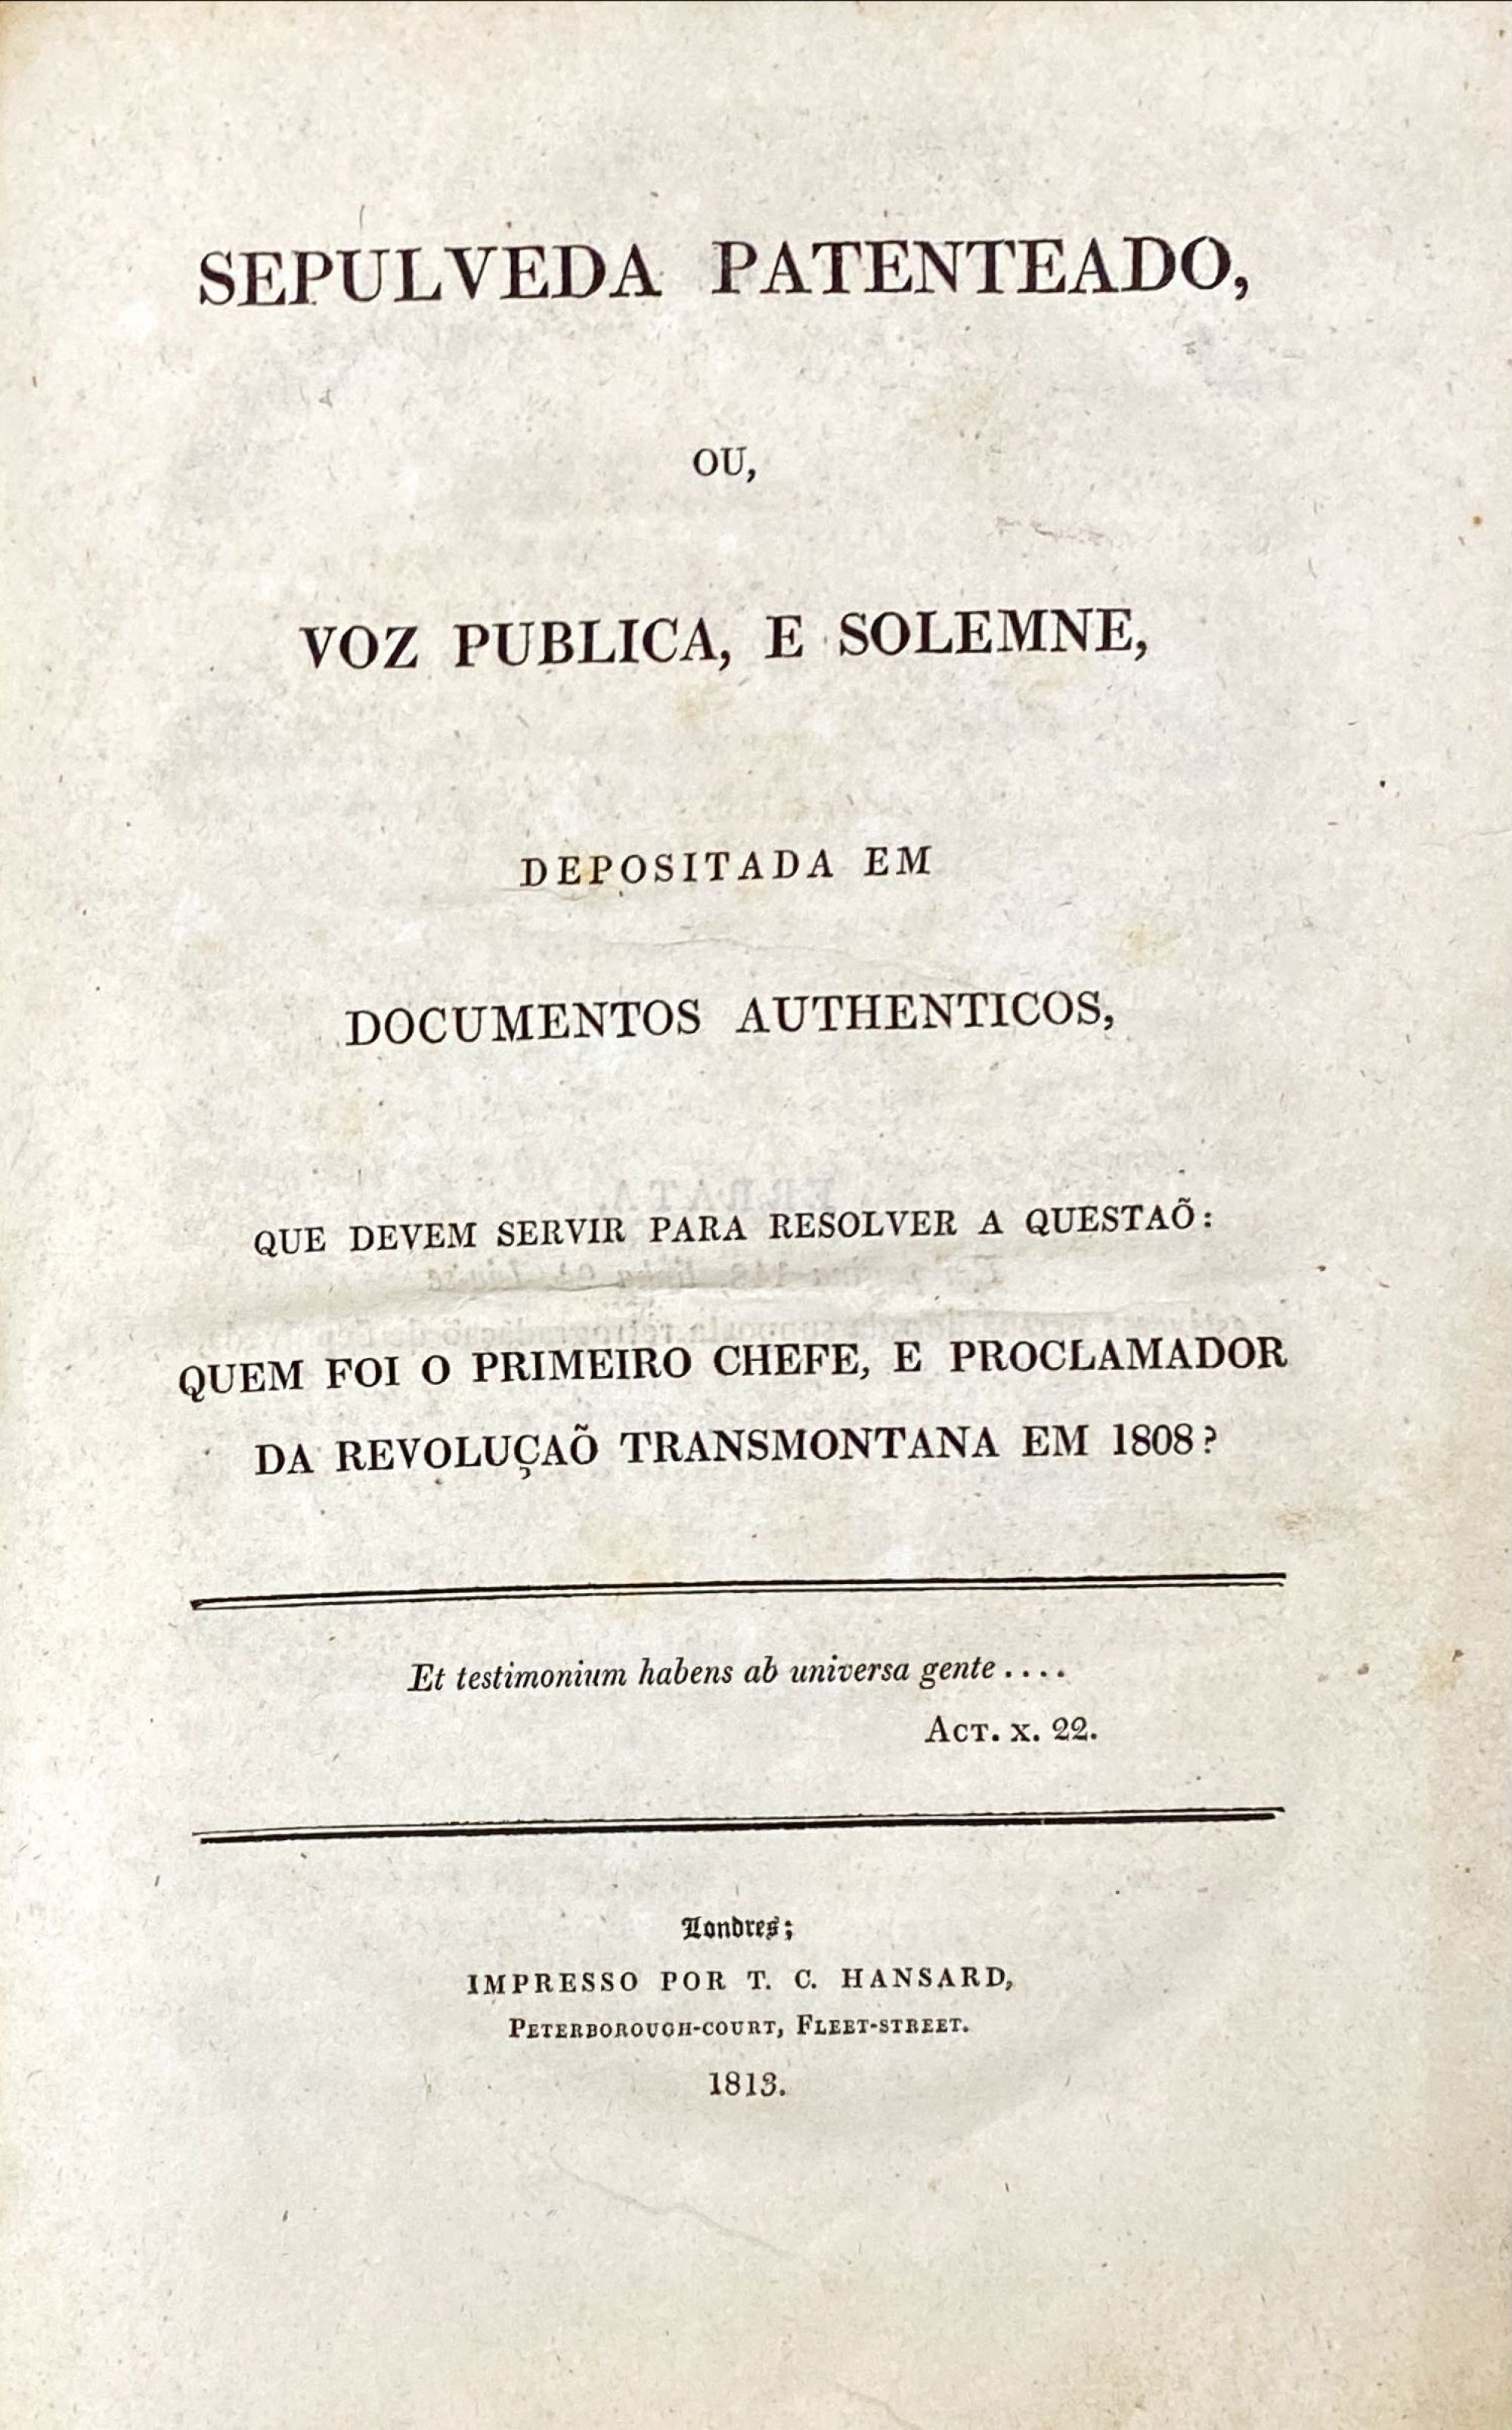 SEPULVEDA PATENTEADO,
OU,
VOZ PUBLICA, E SOLEMNE,
DEPOSITADA EM
DOCUMENTOS AUTHENTICOS,
QUE DEVEM SERVIR PARA RESOLVER A QUESTAÕ:
QUEM FOI O PRIMEIRO CHEFE, E PROCLAMADOR
DA REVOLUÇAÕ TRANSMONTANA EM 1808?
Et testimonium habens ab universa gente ....
ACT. X. 22.
Londres;
IMPRESSO POR T. C. HANSARD,
PETERBOROUGH-COURT, FLEET-STREET.
1813.